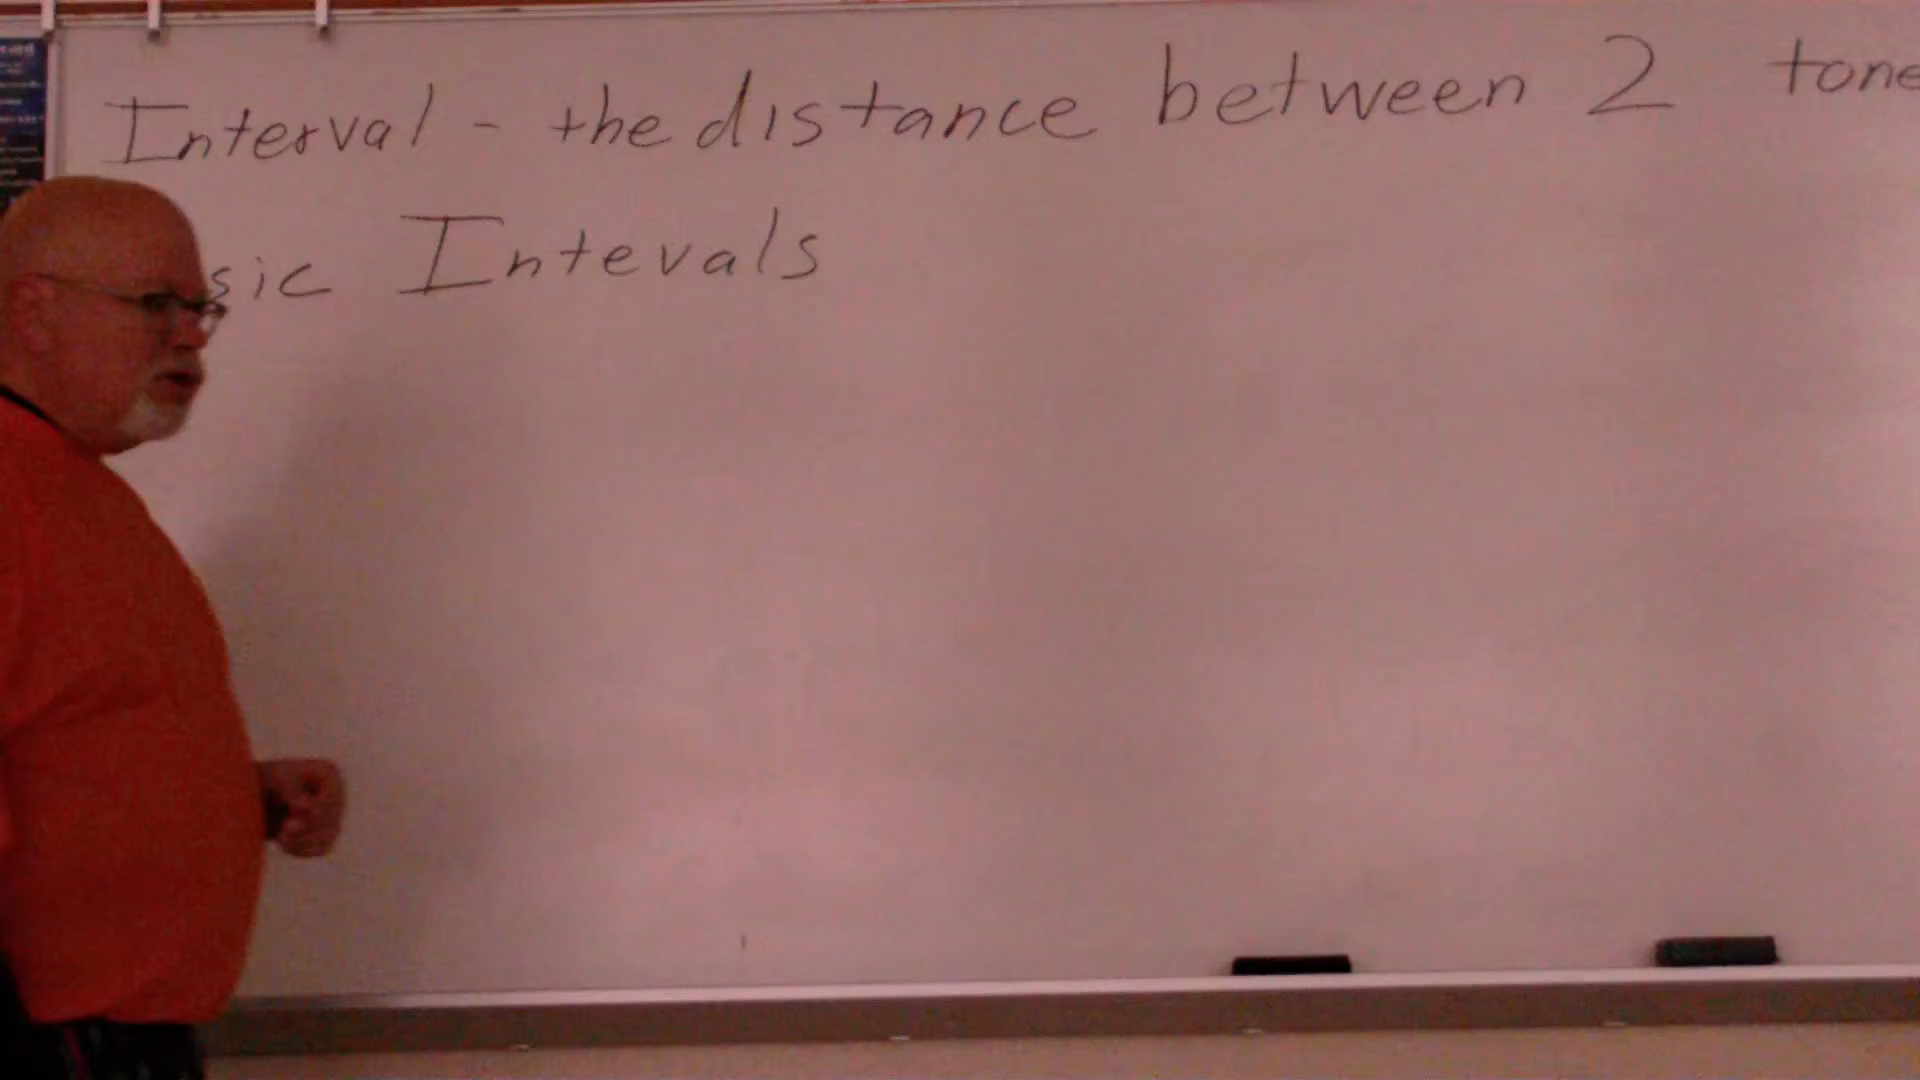 Interval - the distance between 2 tone
sic Intevals